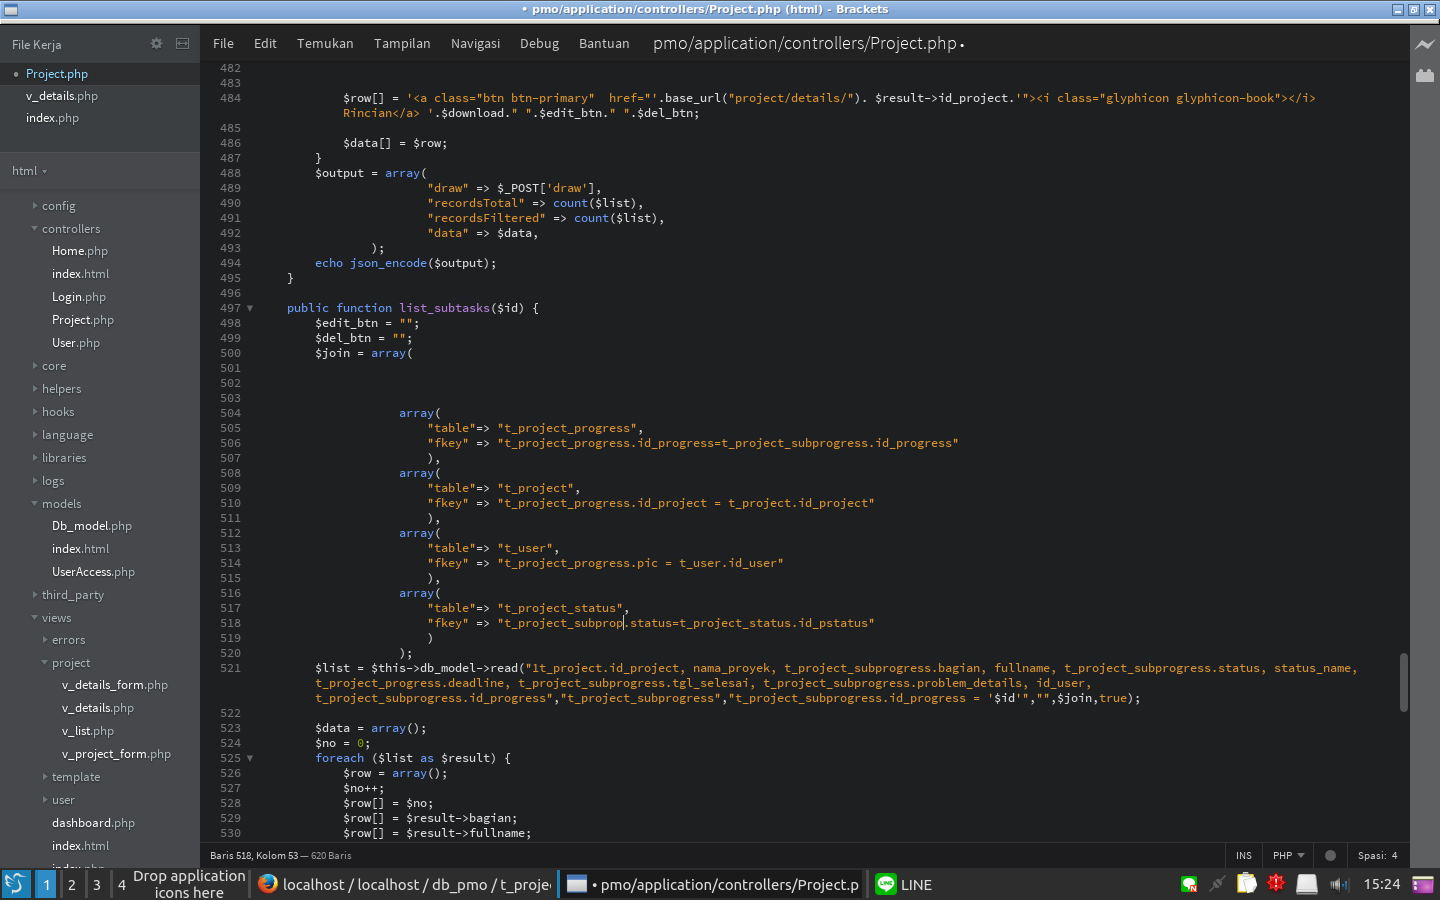 • pmo/application/controllers/Project.php (html) - Brackets
File Kerja
File Edit Temukan Tampilan Navigasi Debug Bantuan pmo/application/controllers/Project.php •
Project.php
v_details.php
index.php
html
config
controllers
Home.php
index.html
Login.php
Project.php
User.php
core
helpers
hooks
language
libraries
logs
models
Db_model.php
index.html
UserAccess.php
third_party
views
errors
project
v_details_form.php
v_details.php
v_list.php
v_project_form.php
template
user
dashboard.php
index.html
index.php
482
483
484 $row[] = '<a class="btn btn-primary"  href="'.base_url("project/details/"). $result->id_project.'"><i class="glyphicon glyphicon-book"></i>
Rincian</a> '.$download." ".$edit_btn." ".$del_btn;
485
486 $data[] = $row;
487 }
488 $output = array(
489 "draw" => $_POST['draw'],
490 "recordsTotal" => count($list),
491 "recordsFiltered" => count($list),
492 "data" => $data,
493 );
494 echo json_encode($output);
495 }
496
497 public function list_subtasks($id) {
498 $edit_btn = "";
499 $del_btn = "";
500 $join = array(
501
502
503
504 array(
505 "table"=> "t_project_progress",
506 "fkey" => "t_project_progress.id_progress=t_project_subprogress.id_progress"
507 ),
508 array(
509 "table"=> "t_project",
510 "fkey" => "t_project_progress.id_project = t_project.id_project"
511 ),
512 array(
513 "table"=> "t_user",
514 "fkey" => "t_project_progress.pic = t_user.id_user"
515 ),
516 array(
517 "table"=> "t_project_status",
518 "fkey" => "t_project_subprop.status=t_project_status.id_pstatus"
519 )
520 );
521 $list = $this->db_model->read("1t_project.id_project, nama_proyek, t_project_subprogress.bagian, fullname, t_project_subprogress.status, status_name,
t_project_progress.deadline, t_project_subprogress.tgl_selesai, t_project_subprogress.problem_details, id_user,
t_project_subprogress.id_progress","t_project_subprogress","t_project_subprogress.id_progress = '$id'","",$join,true);
522
523 $data = array();
524 $no = 0;
525 foreach ($list as $result) {
526 $row = array();
527 $no++;
528 $row[] = $no;
529 $row[] = $result->bagian;
530 $row[] = $result->fullname;
Baris 518, Kolom 53 — 620 Baris
INS PHP Spasi: 4
1 2 3 4
Drop application
icons here
localhost / localhost / db_pmo / t_proje
• pmo/application/controllers/Project.p
LINE
15:24